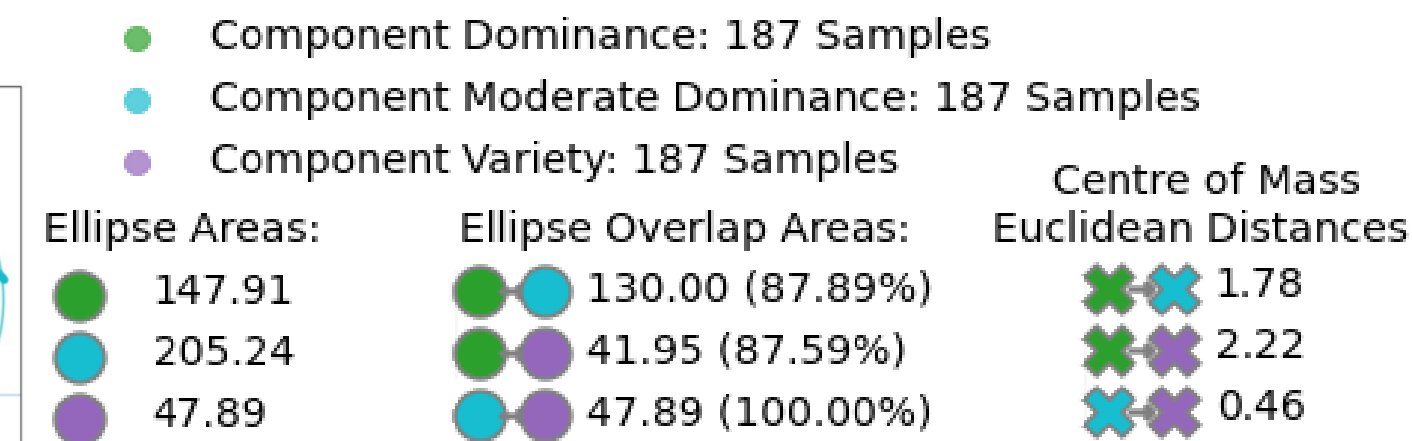 Component Dominance: 187 Samples
Component Moderate Dominance: 187 Samples
Component Variety: 187 Samples
Ellipse Areas:
147.91
205.24
47.89
Ellipse Overlap Areas:
130.00 (87.89%)
41.95 (87.59%)
47.89 (100.00%)
Centre of Mass
Euclidean Distances
1.78
2.22
0.46